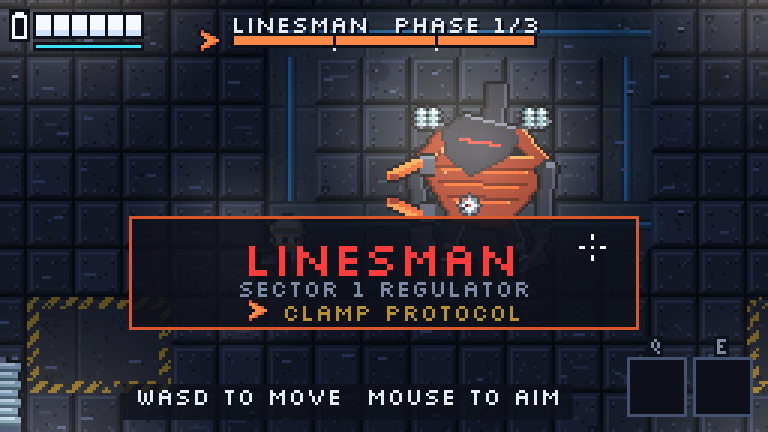 LINESMAN PHASE 1/3
LINESMAN
SECTOR 1 REGULATOR
CLAMP PROTOCOL
Q E
WASD TO MOVE MOUSE TO AIM